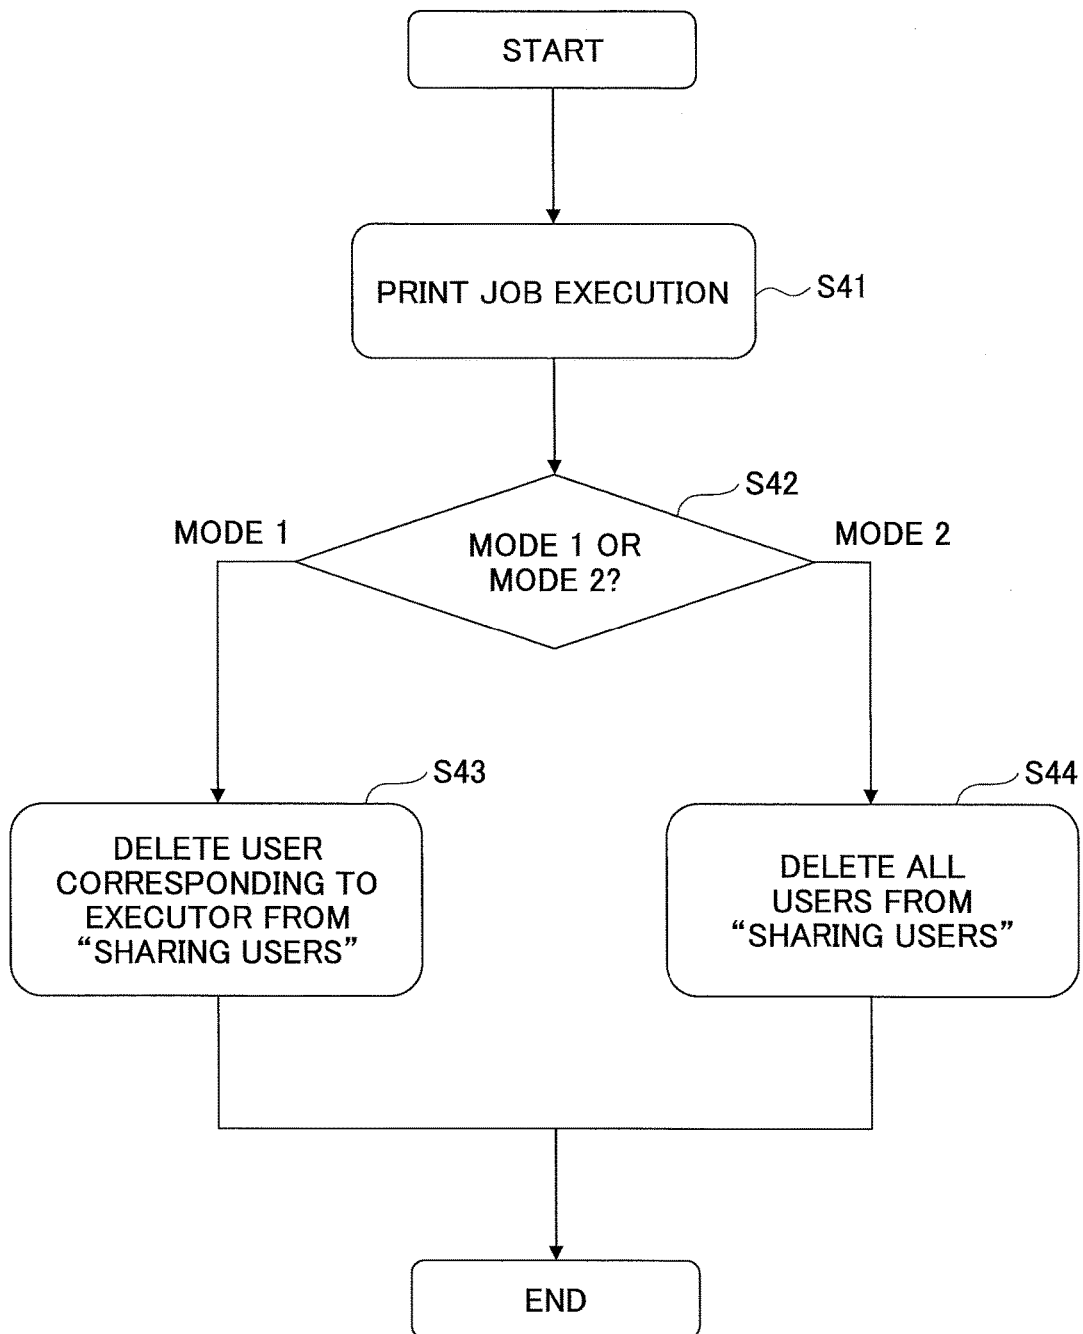 START
PRINT JOB EXECUTION
S41
S42
MODE 1
MODE 1 OR
MODE 2?
MODE 2
S43
DELETE USER
CORRESPONDING TO
EXECUTOR FROM
“SHARING USERS”
S44
DELETE ALL
USERS FROM
“SHARING USERS”
END